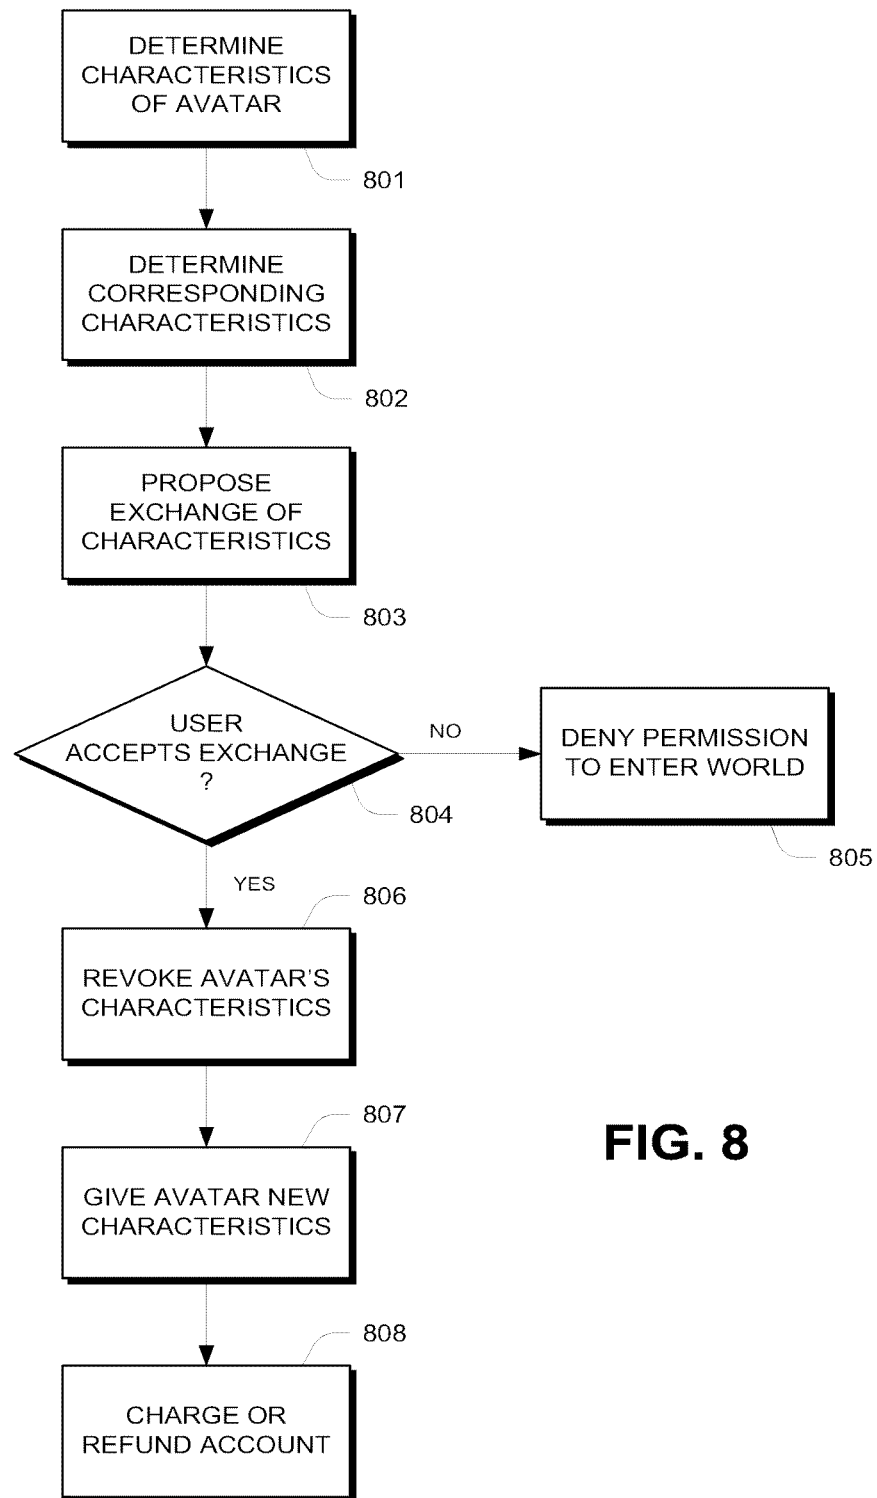 DETERMINE
CHARACTERISTICS
OF AVATAR
801
DETERMINE
CORRESPONDING
CHARACTERISTICS
802
PROPOSE
EXCHANGE OF
CHARACTERISTICS
803
USER
ACCEPTS EXCHANGE
?
804
NO
DENY PERMISSION
TO ENTER WORLD
805
YES
806
REVOKE AVATAR'S
CHARACTERISTICS
807
GIVE AVATAR NEW
CHARACTERISTICS
FIG. 8
808
CHARGE OR
REFUND ACCOUNT